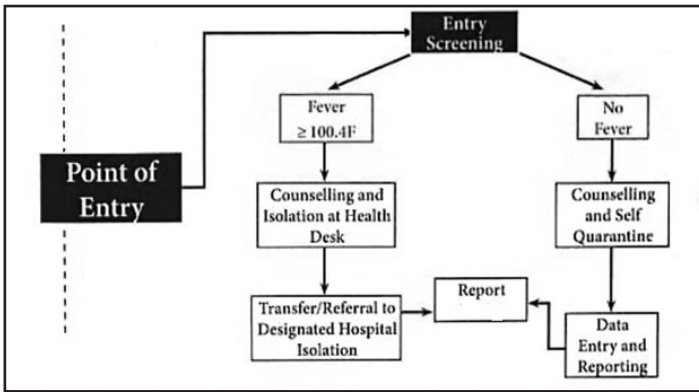 Entry
Screening
Fever
≥ 100.4F
No
Fever
Point of
Entry
Counselling and
Isolation at Health
Desk
Counselling
and Self
Quarantine
Transfer/Referral to
Designated Hospital
Isolation
Report
Data
Entry and
Reporting